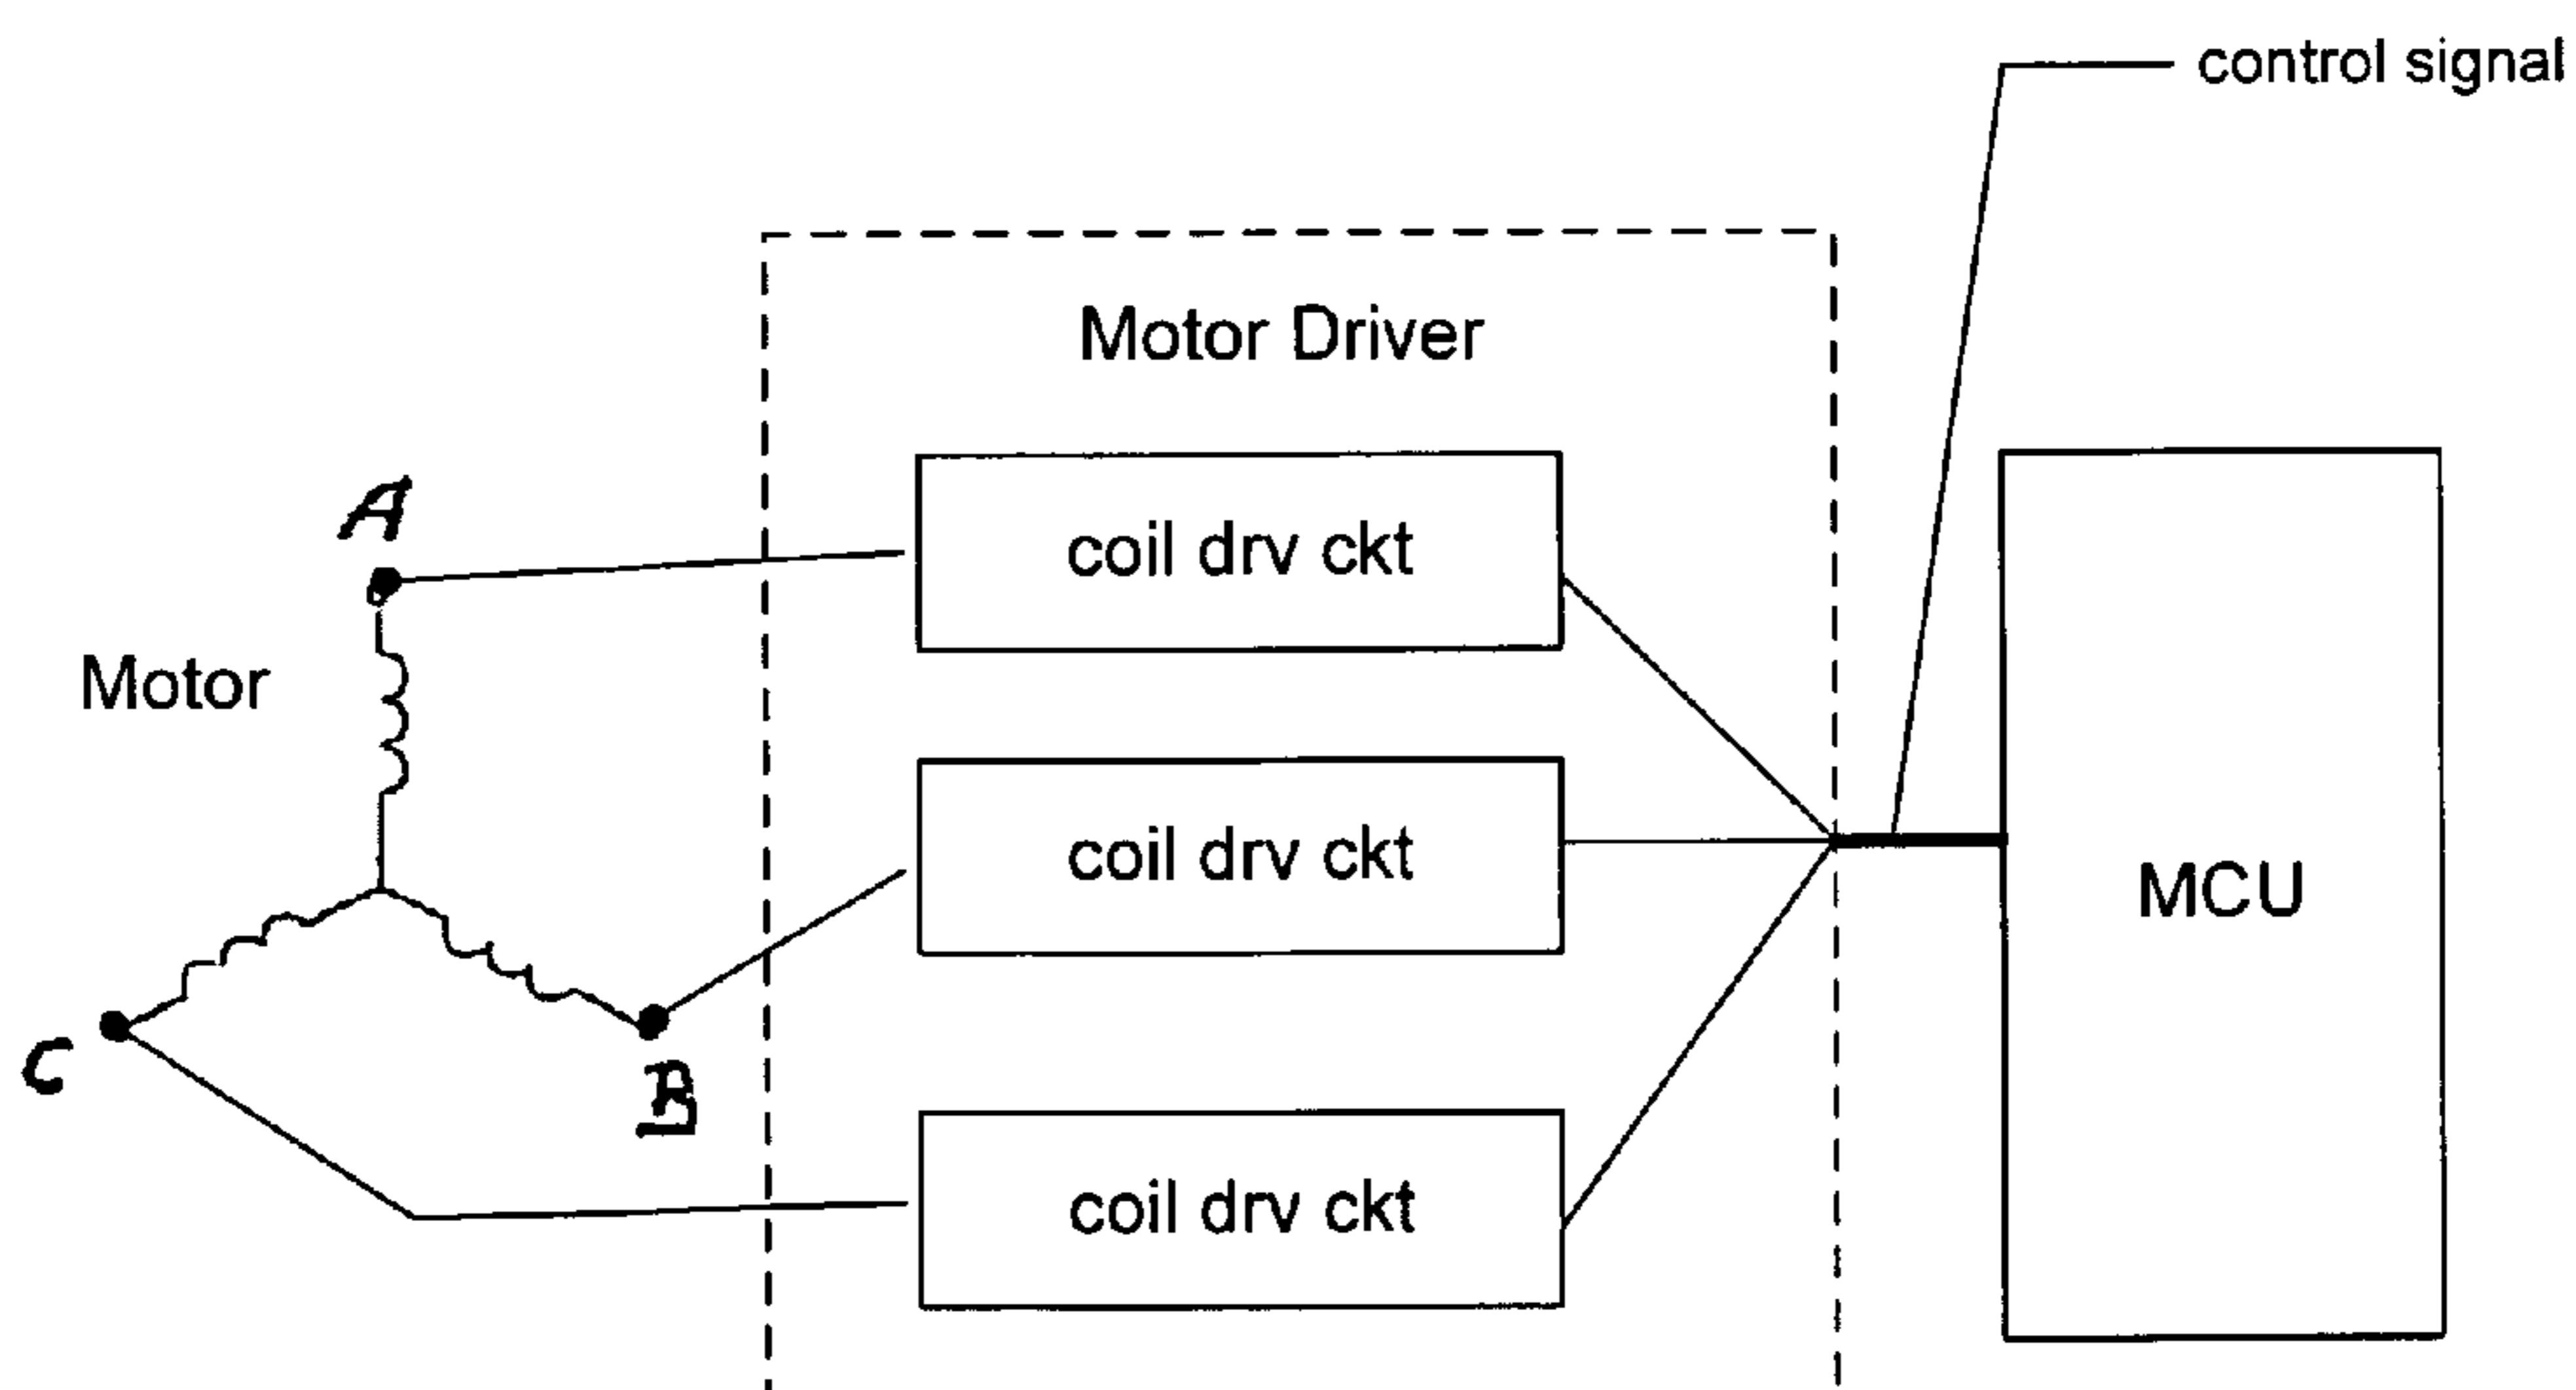 control signal
Motor Driver
A
coil drv ckt
Motor
coil drv ckt
MCU
C
B
coil drv ckt